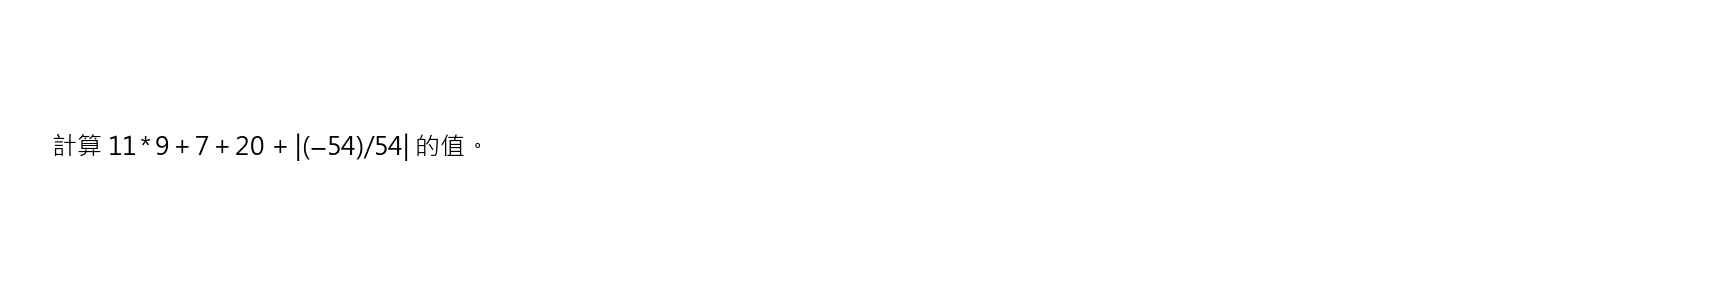 計算 11 * 9 + 7 + 20 + |(−54)/54| 的值。